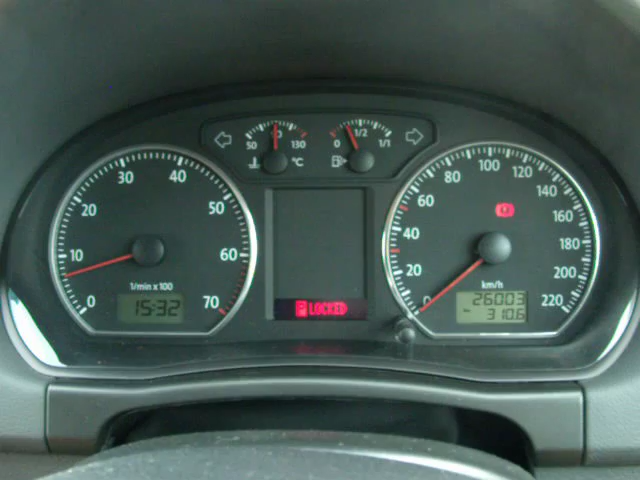 50 130 °C
0 1/2 1/1
0 10 20 30 40 50 60 70
1/min x 100
15:32
P LOCKED
0 20 40 60 80 100 120 140 160 180 200 220
km/h
26003
310.6